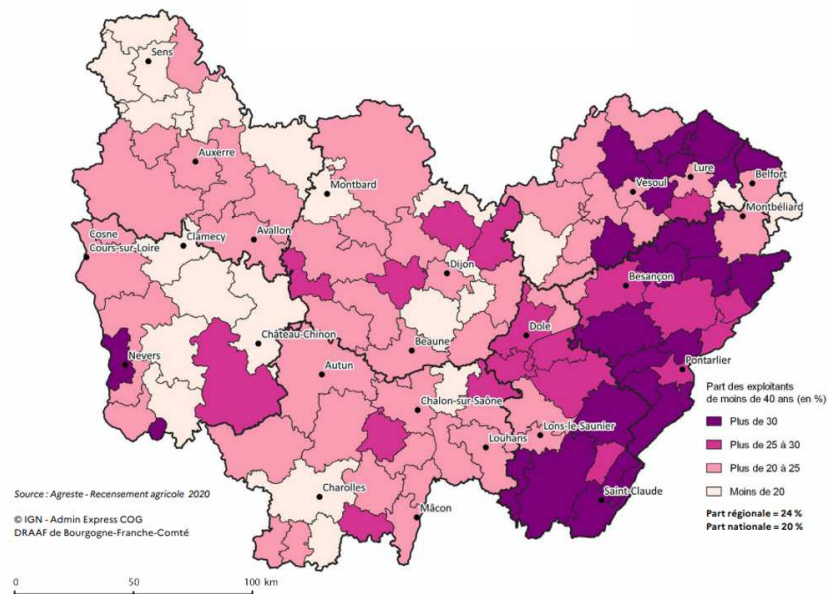 Sens
Auxerre
Montbard
Cosne
Cours-sur-Loire
Clamecy
Avallon
Vesoul
Lure
Belfort
Montbéliard
Dijon
Besançon
Nevers
Château-Chinon
Beaune
Dole
Pontarlier
Autun
Chalon-sur-Saône
Louhans
Lons-le-Saunier
Charolles
Mâcon
Saint-Claude
Part des exploitants
de moins de 40 ans (en %)
Plus de 30
Plus de 25 à 30
Plus de 20 à 25
Moins de 20
Part régionale = 24 %
Part nationale = 20 %
Source : Agreste - Recensement agricole 2020
© IGN - Admin Express COG
DRAAF de Bourgogne-Franche-Comté
0 50 100 km